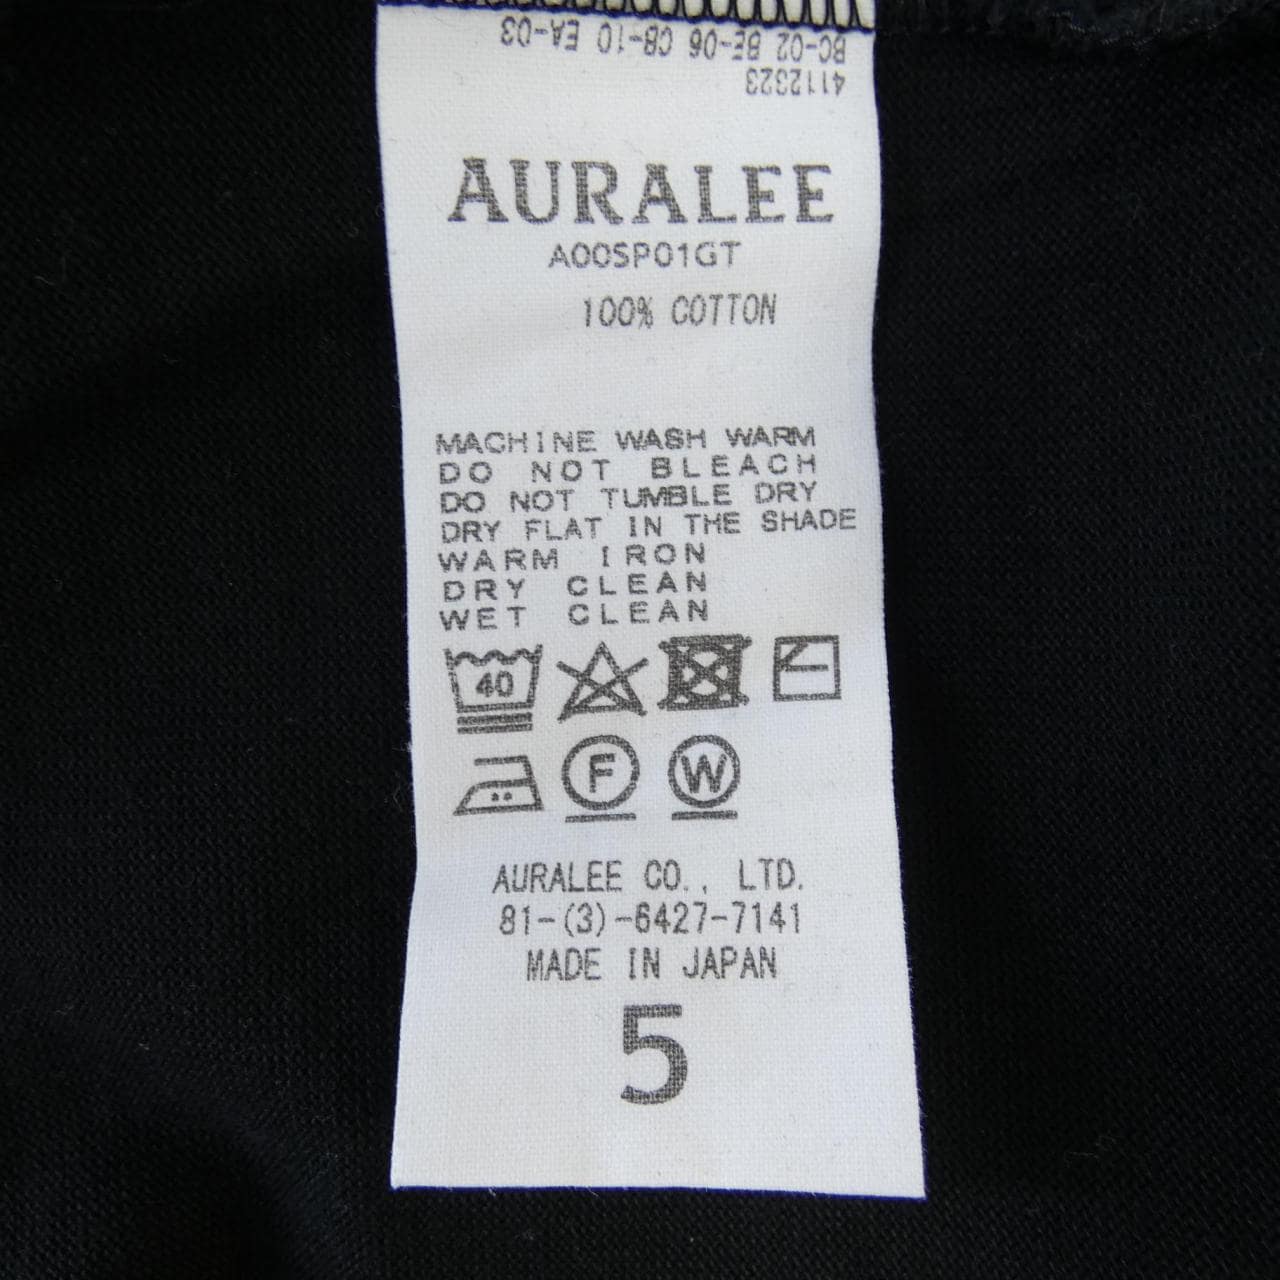 BC-02 BE-06 CB-10 EA-03
4112323
AURALEE
A00SP01GT
100% COTTON
MACHINE WASH WARM
DO NOT BLEACH
DO NOT TUMBLE DRY
DRY FLAT IN THE SHADE
WARM IRON
DRY CLEAN
WET CLEAN
40
F W
AURALEE CO., LTD.
81-(3)-6427-7141
MADE IN JAPAN
5